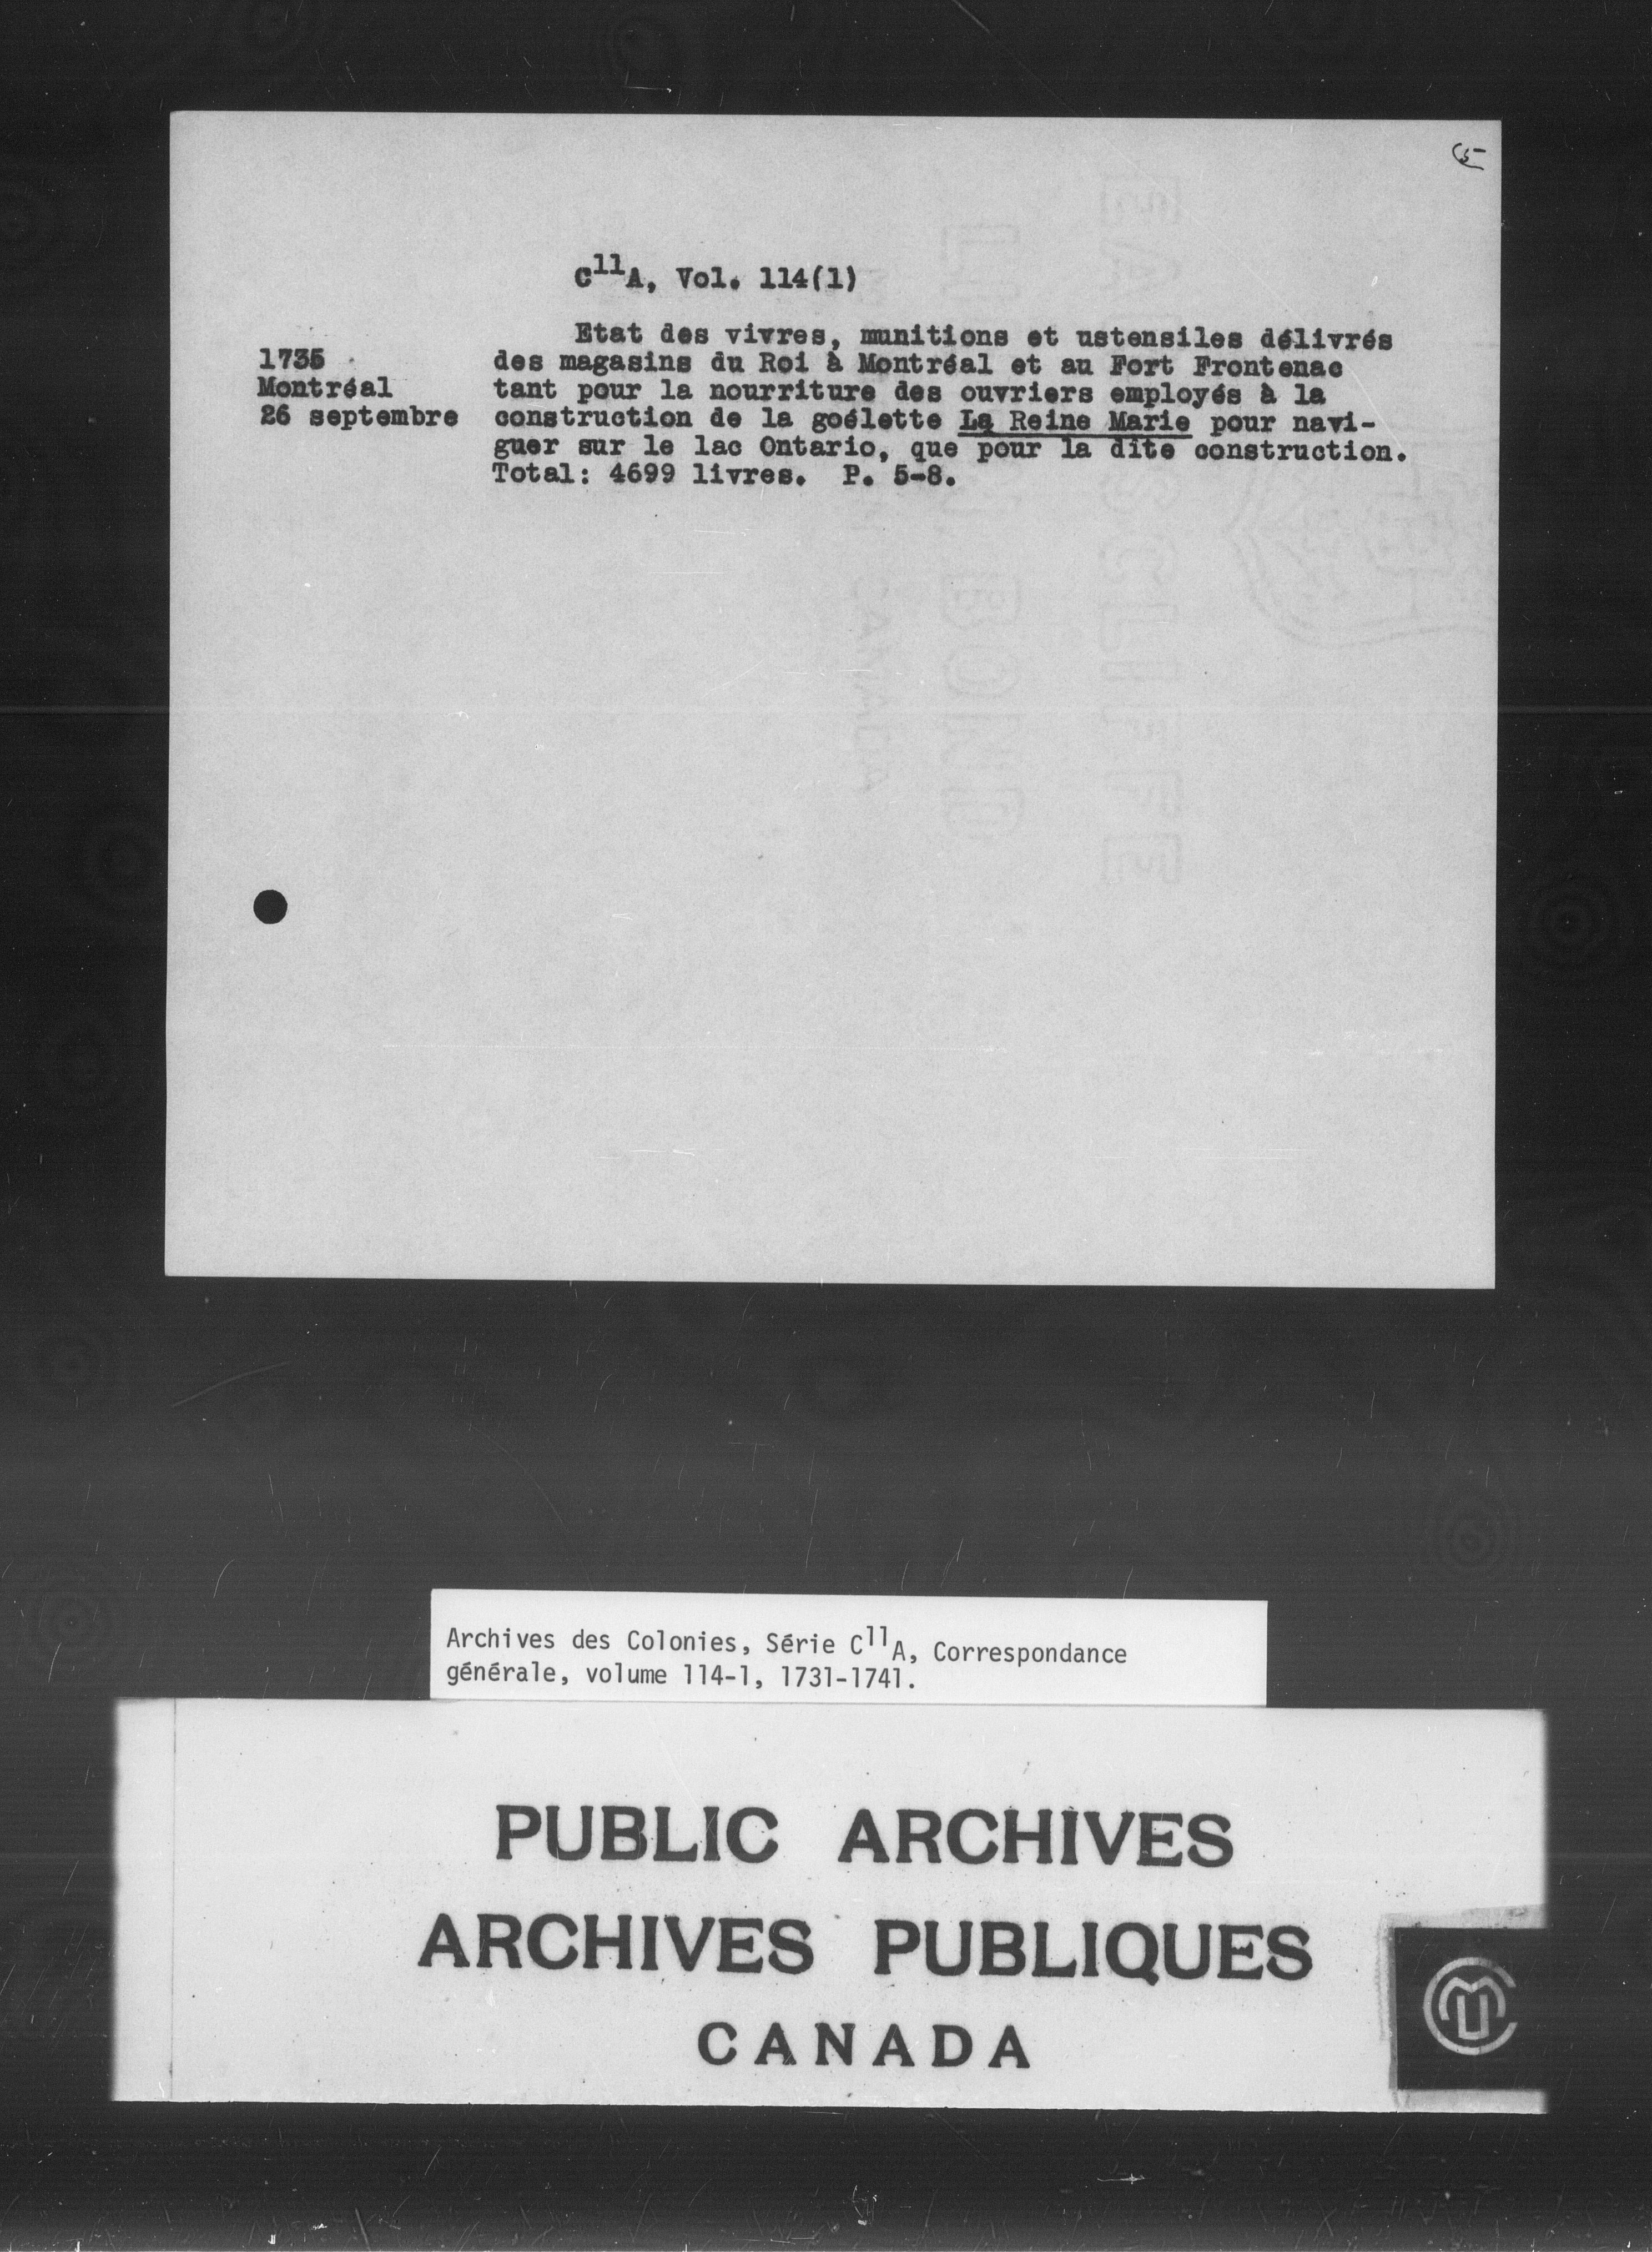 5
C11A, Vol. 114(1)
Etat des vivres, munitions et ustensiles délivrés
1735 des magasins du Roi à Montréal et au Fort Frontenac
Montréal tant pour la nourriture des ouvriers employés à la
26 septembre construction de la goélette La Reine Marie pour navi-
guer sur le lac Ontario, que pour la dite construction.
Total: 4699 livres. P. 5-8.
Archives des Colonies, Série C11A, Correspondance
générale, volume 114-1, 1731-1741.
PUBLIC ARCHIVES
ARCHIVES PUBLIQUES
CANADA